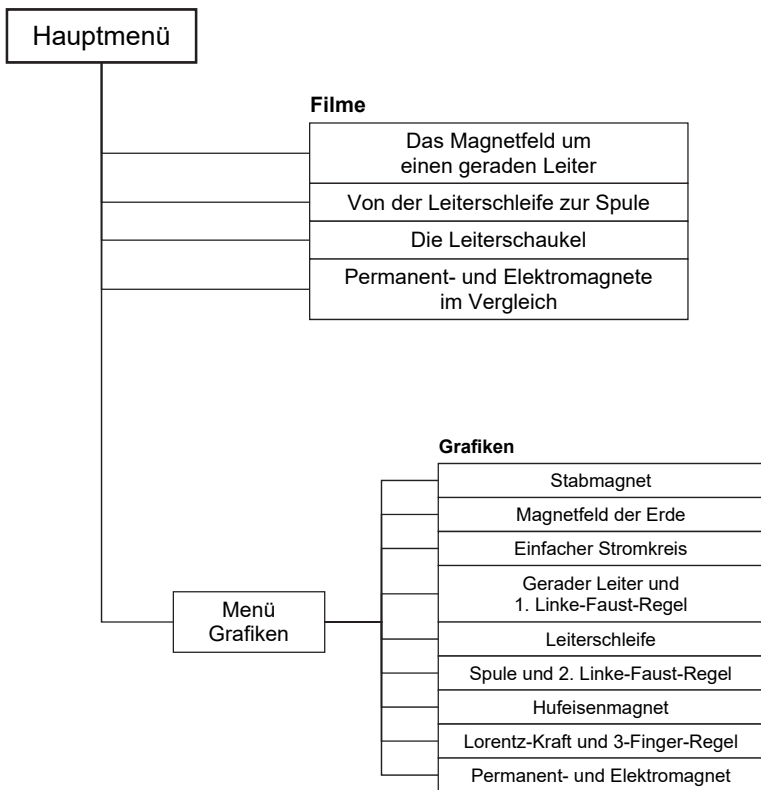 Hauptmenü
Filme
Das Magnetfeld um
einen geraden Leiter
Von der Leiterschleife zur Spule
Die Leiterschaukel
Permanent- und Elektromagnete
im Vergleich
Grafiken
Stabmagnet
Magnetfeld der Erde
Einfacher Stromkreis
Gerader Leiter und
1. Linke-Faust-Regel
Menü
Grafiken
Leiterschleife
Spule und 2. Linke-Faust-Regel
Hufeisenmagnet
Lorentz-Kraft und 3-Finger-Regel
Permanent- und Elektromagnet